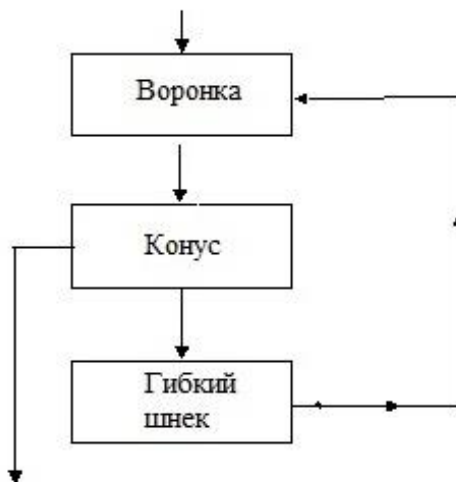 Воронка
Конус
Гибкий
шнек